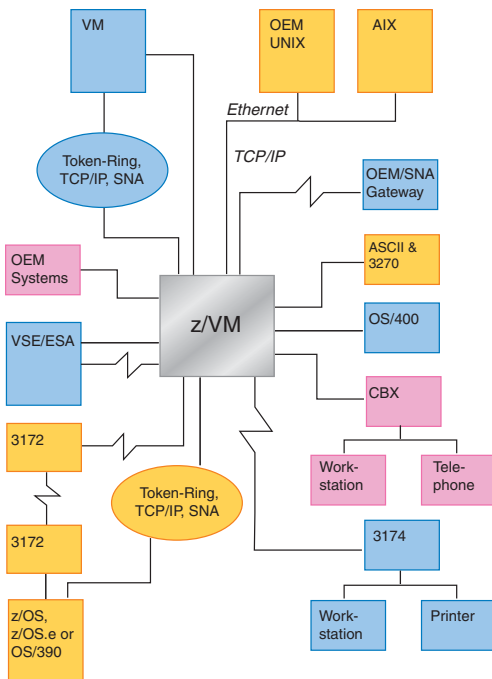 VM
OEM
UNIX
AIX
Ethernet
TCP/IP
Token-Ring,
TCP/IP, SNA
OEM/SNA
Gateway
OEM
Systems
ASCII &
3270
z/VM
OS/400
VSE/ESA
CBX
3172
Work-
station
Tele-
phone
Token-Ring,
TCP/IP, SNA
3172
3174
z/OS,
z/OS.e or
OS/390
Work-
station
Printer